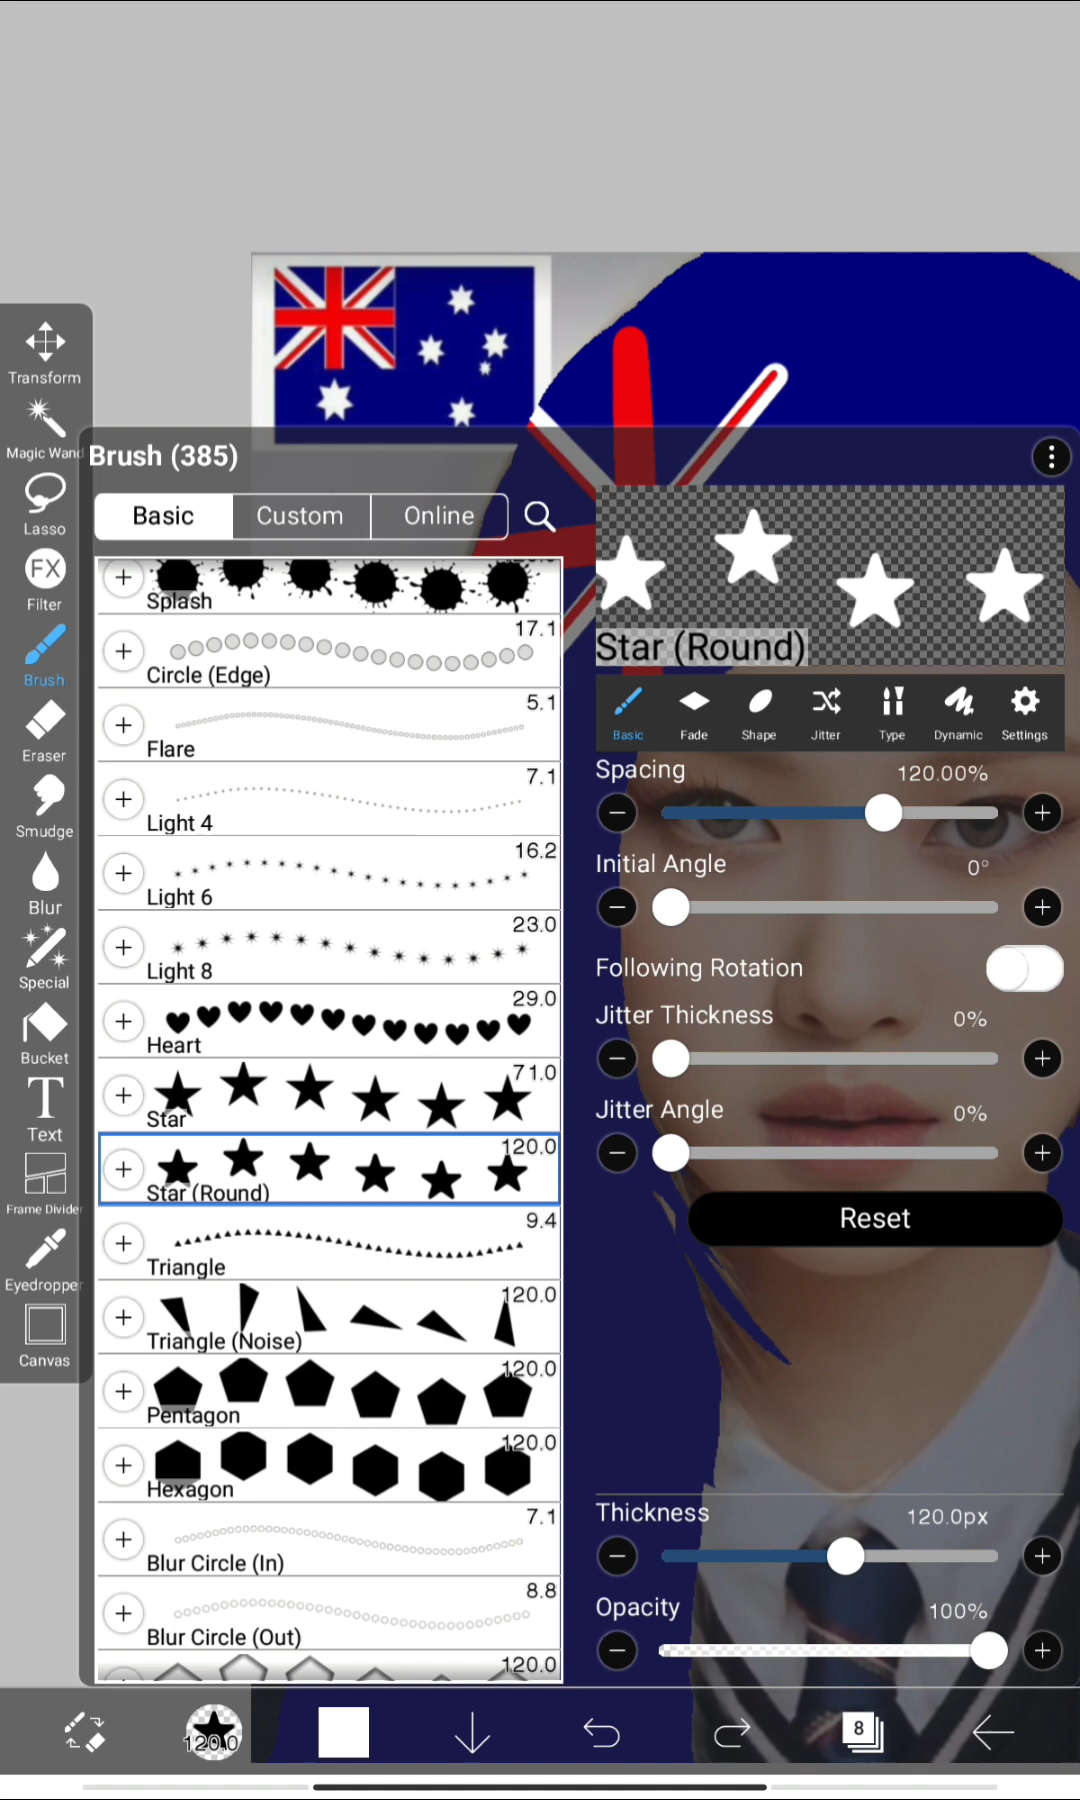 Transform
Magic Wand
Lasso
FX
Filter
Brush
Eraser
Smudge
Blur
Special
Bucket
T
Text
Frame Divider
Eyedropper
Canvas
Brush (385)
Basic
Custom
Online
Splash
17.1
Circle (Edge)
5.1
Flare
7.1
Light 4
16.2
Light 6
23.0
Light 8
29.0
Heart
71.0
Star
120.0
Star (Round)
9.4
Triangle
120.0
Triangle (Noise)
120.0
Pentagon
120.0
Hexagon
7.1
Blur Circle (In)
8.8
Blur Circle (Out)
120.0
Star (Round)
Basic
Fade
Shape
Jitter
Type
Dynamic
Settings
Spacing
120.00%
Initial Angle
0°
Following Rotation
Jitter Thickness
0%
Jitter Angle
0%
Reset
Thickness
120.0px
Opacity
100%
120.0
8